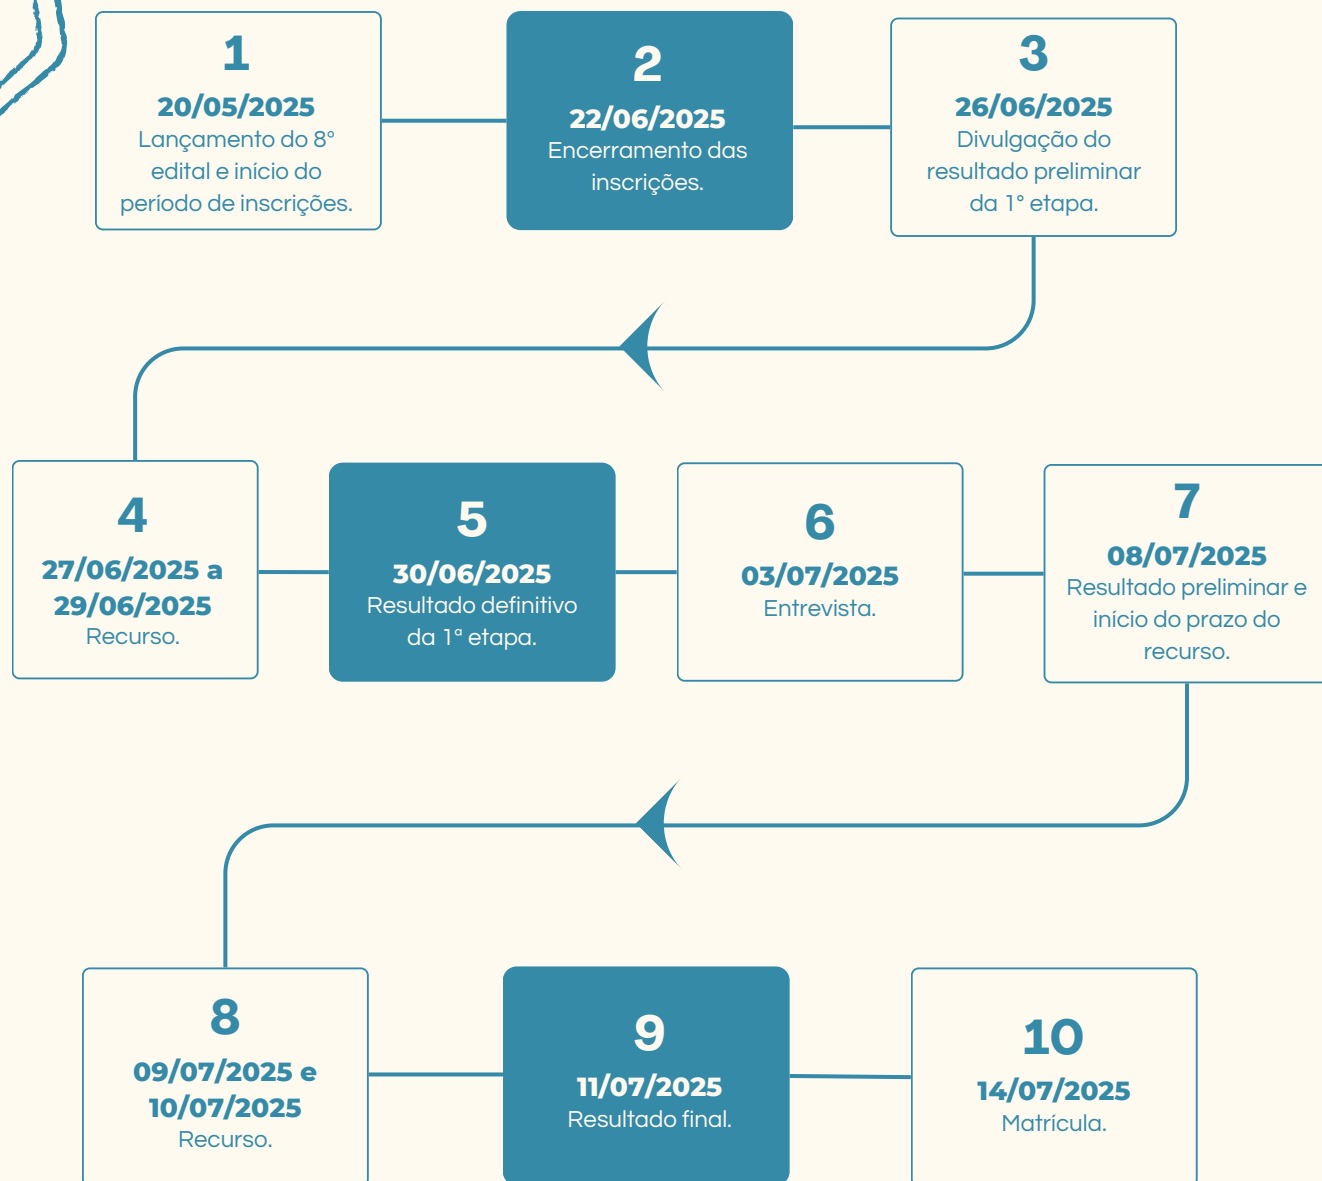 1
20/05/2025
Lançamento do 8°
edital e início do
período de inscrições.
2
22/06/2025
Encerramento das
inscrições.
3
26/06/2025
Divulgação do
resultado preliminar
da 1° etapa.
4
27/06/2025 a
29/06/2025
Recurso.
5
30/06/2025
Resultado definitivo
da 1ª etapa.
6
03/07/2025
Entrevista.
7
08/07/2025
Resultado preliminar e
início do prazo do
recurso.
8
09/07/2025 e
10/07/2025
Recurso.
9
11/07/2025
Resultado final.
10
14/07/2025
Matrícula.